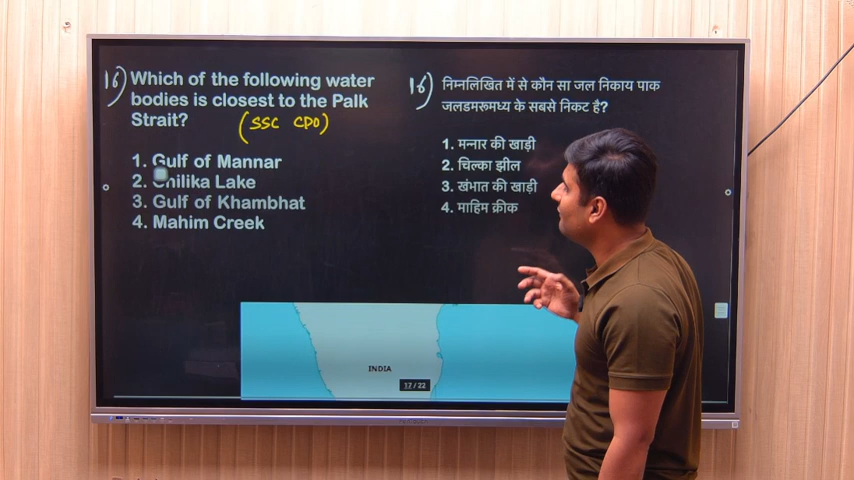 16) Which of the following water
bodies is closest to the Palk
Strait?
(SSC CPO)
1. Gulf of Mannar
2. Chilika Lake
3. Gulf of Khambhat
4. Mahim Creek
16) निम्नलिखित में से कौन सा जल निकाय पाक
जलडमरूमध्य के सबसे निकट है?
1. मन्नार की खाड़ी
2. चिल्का झील
3. खंभात की खाड़ी
4. माहिम क्रीक
INDIA
17 / 22